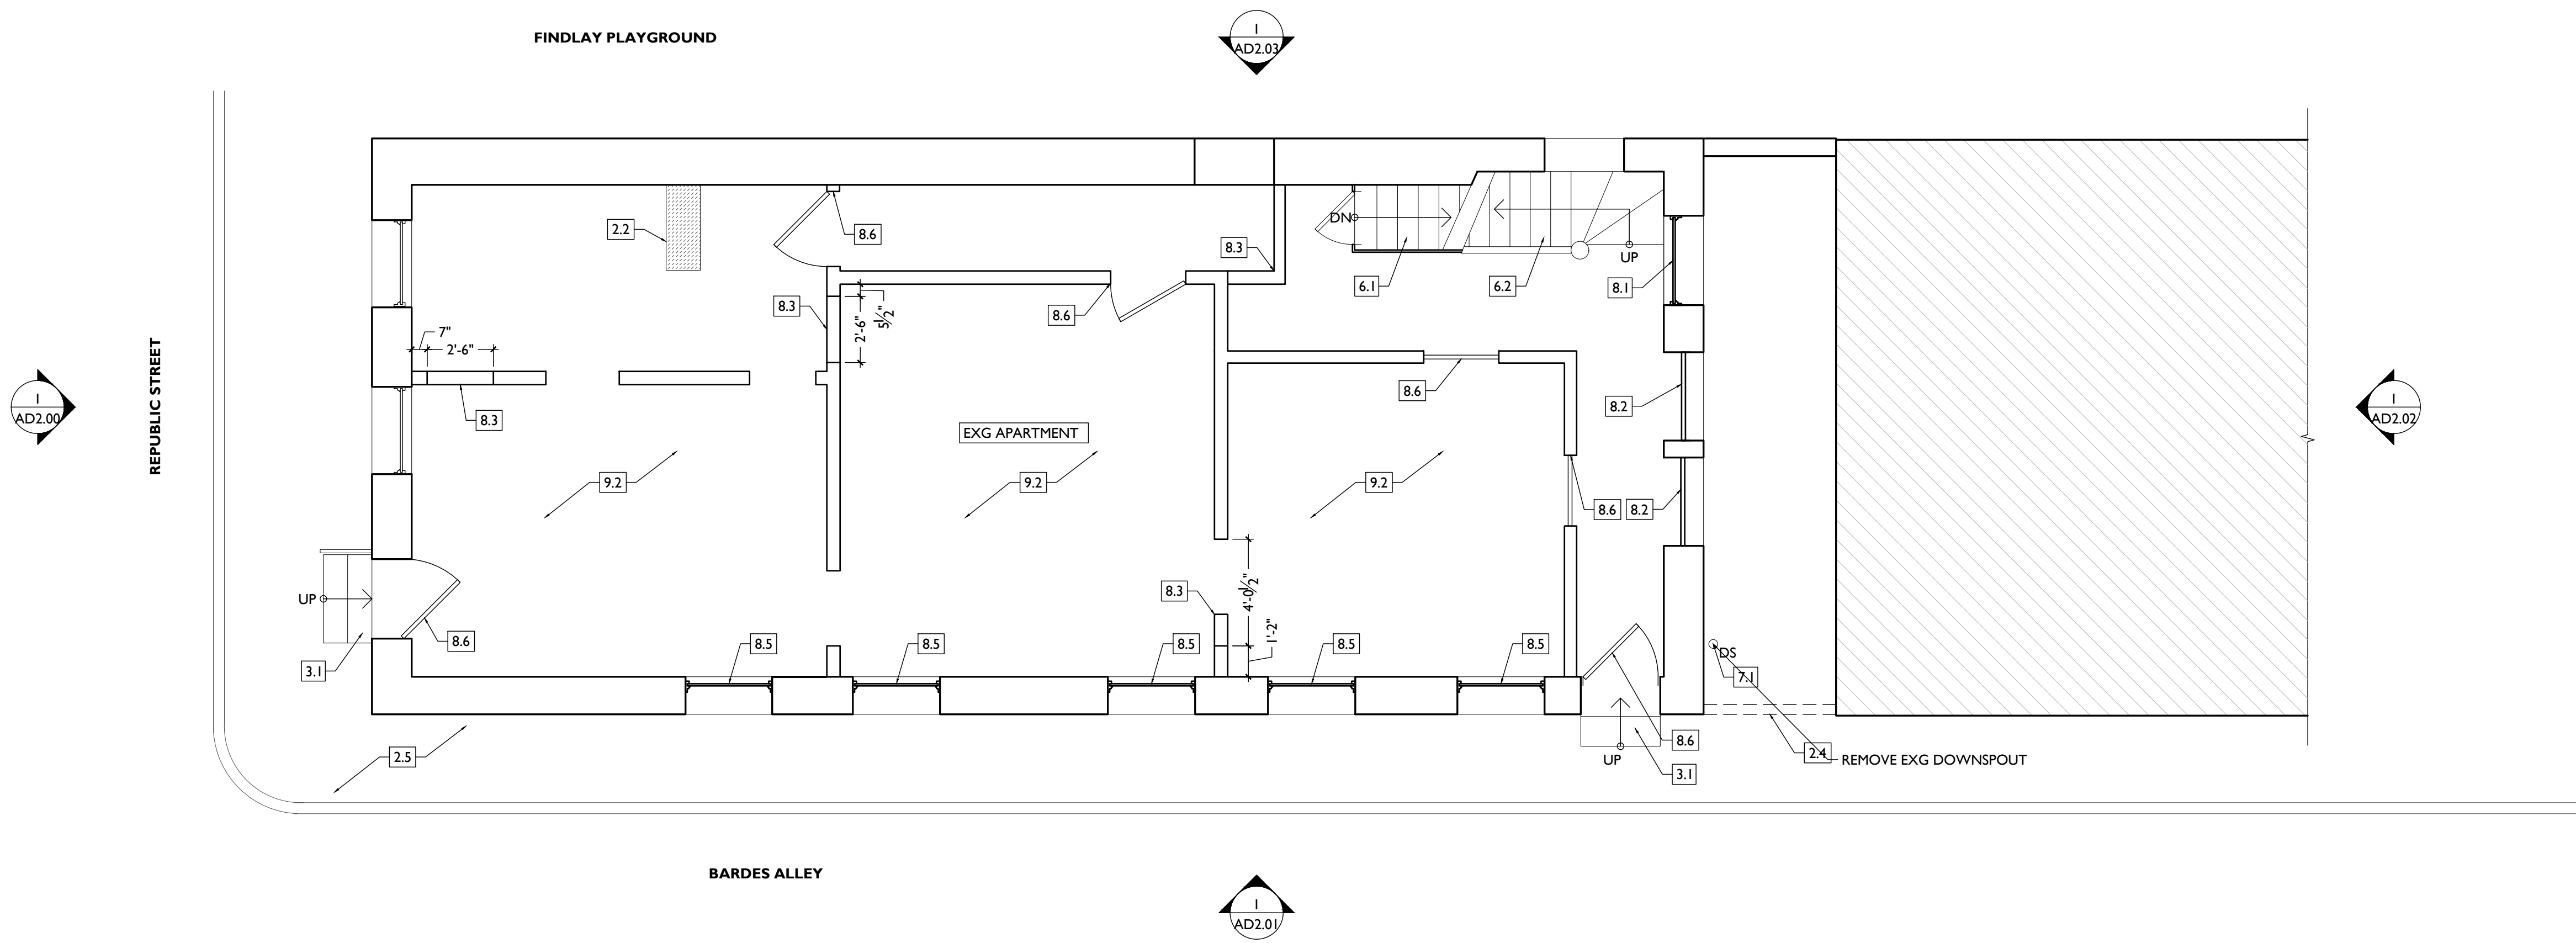 FINDLAY PLAYGROUND
1
AD2.03
2.2
8.6
8.3
DN
UP
6.1
6.2
8.1
8.3
5 1/2"
2'-6"
8.6
7"
2'-6"
8.3
8.6
8.2
1
AD2.00
REPUBLIC STREET
EXG APARTMENT
1
AD2.02
9.2
9.2
9.2
8.6
8.2
UP
3.1
8.6
8.3
4'-0 1/2"
1'-2"
8.5
8.5
8.5
8.5
8.5
DS
7.1
2.5
UP
8.6
3.1
2.4
REMOVE EXG DOWNSPOUT
BARDES ALLEY
1
AD2.01